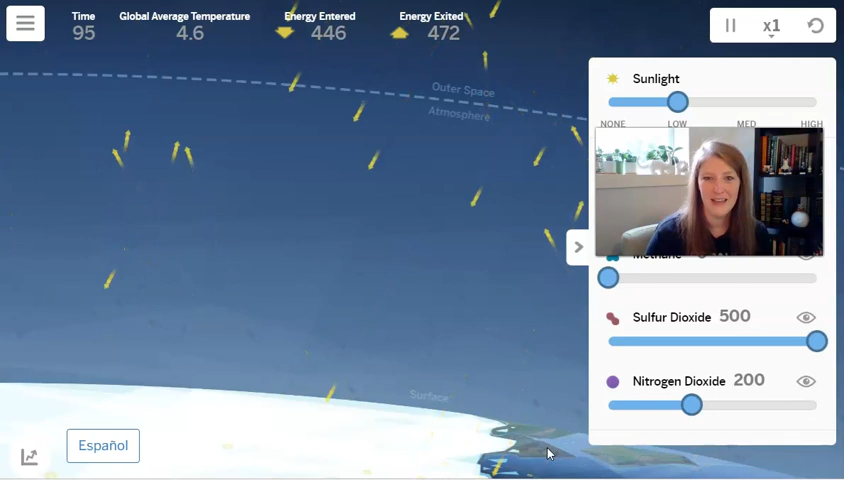 Time
95
Global Average Temperature
4.6
Energy Entered
446
Energy Exited
472
x1
Outer Space
Atmosphere
Sunlight
NONE LOW MED HIGH
Methane
Sulfur Dioxide 500
Nitrogen Dioxide 200
Surface
Español